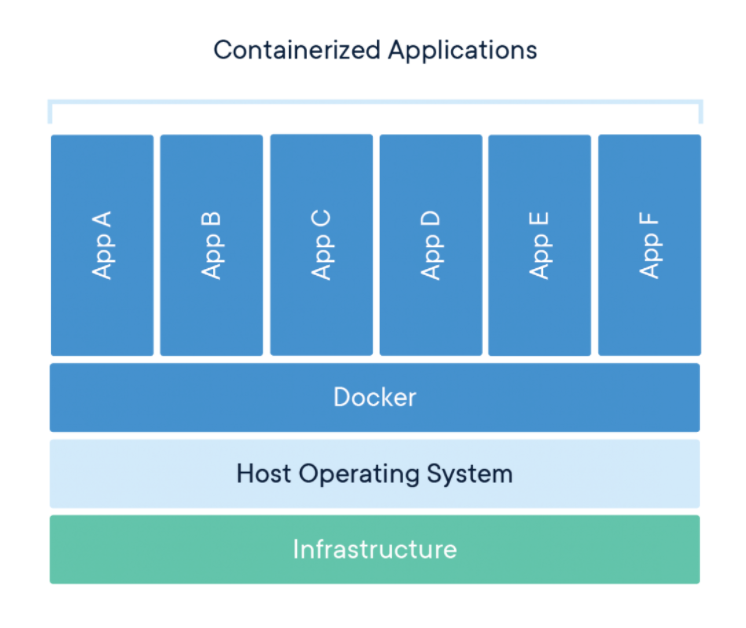 Containerized Applications
App A
App B
App C
App D
App E
App F
Docker
Host Operating System
Infrastructure